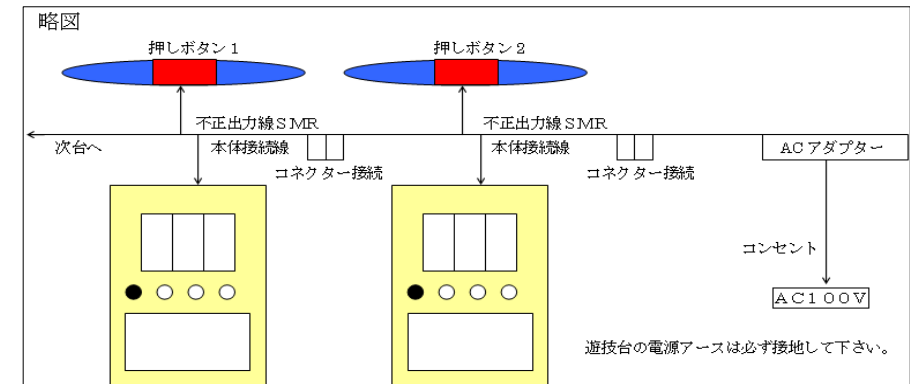 略図
押しボタン1
押しボタン2
不正出力線SMR
不正出力線SMR
次台へ
本体接続線
本体接続線
ACアダプター
コネクター接続
コネクター接続
コンセント
AC100V
遊技台の電源アースは必ず接地して下さい。